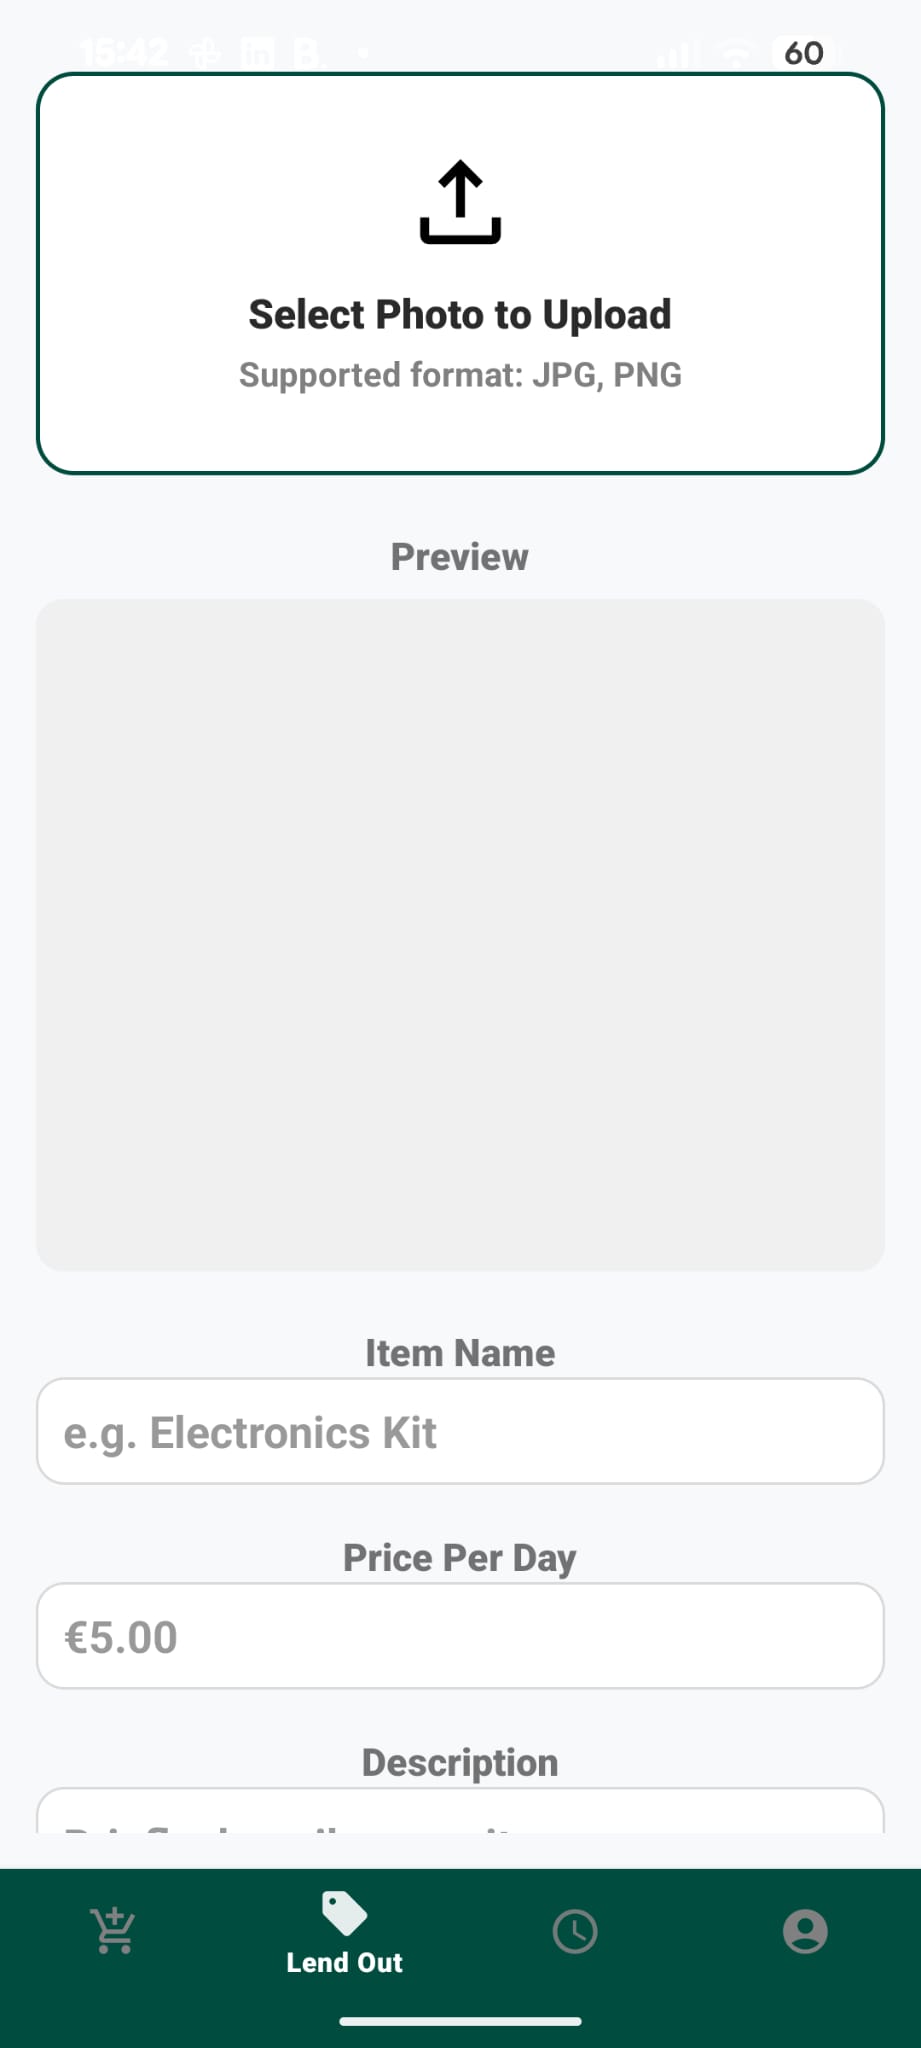 15:42 in B. 60
Select Photo to Upload
Supported format: JPG, PNG
Preview
Item Name
e.g. Electronics Kit
Price Per Day
€5.00
Description
Lend Out